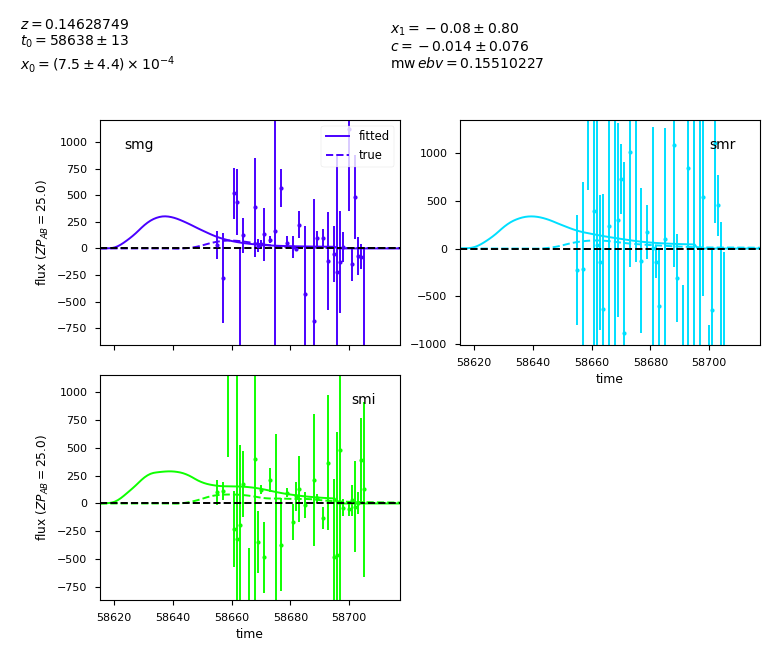 z = 0.14628749
t₀ = 58638 ± 13
x₀ = (7.5 ± 4.4) × 10⁻⁴
x₁ = −0.08 ± 0.80
c = −0.014 ± 0.076
mw ebv = 0.15510227
smg
fitted
true
1000
750
500
250
0
−250
−500
−750
flux (ZP_AB = 25.0)
smr
1000
500
0
−500
−1000
58620 58640 58660 58680 58700
time
smi
1000
750
500
250
0
−250
−500
−750
flux (ZP_AB = 25.0)
58620 58640 58660 58680 58700
time